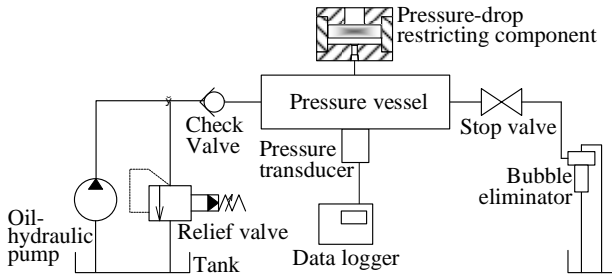 Pressure-drop
restricting component
Pressure vessel
Check
Valve
Stop valve
Pressure
transducer
Bubble
eliminator
Oil-
hydraulic
pump
Relief valve
Data logger
Tank